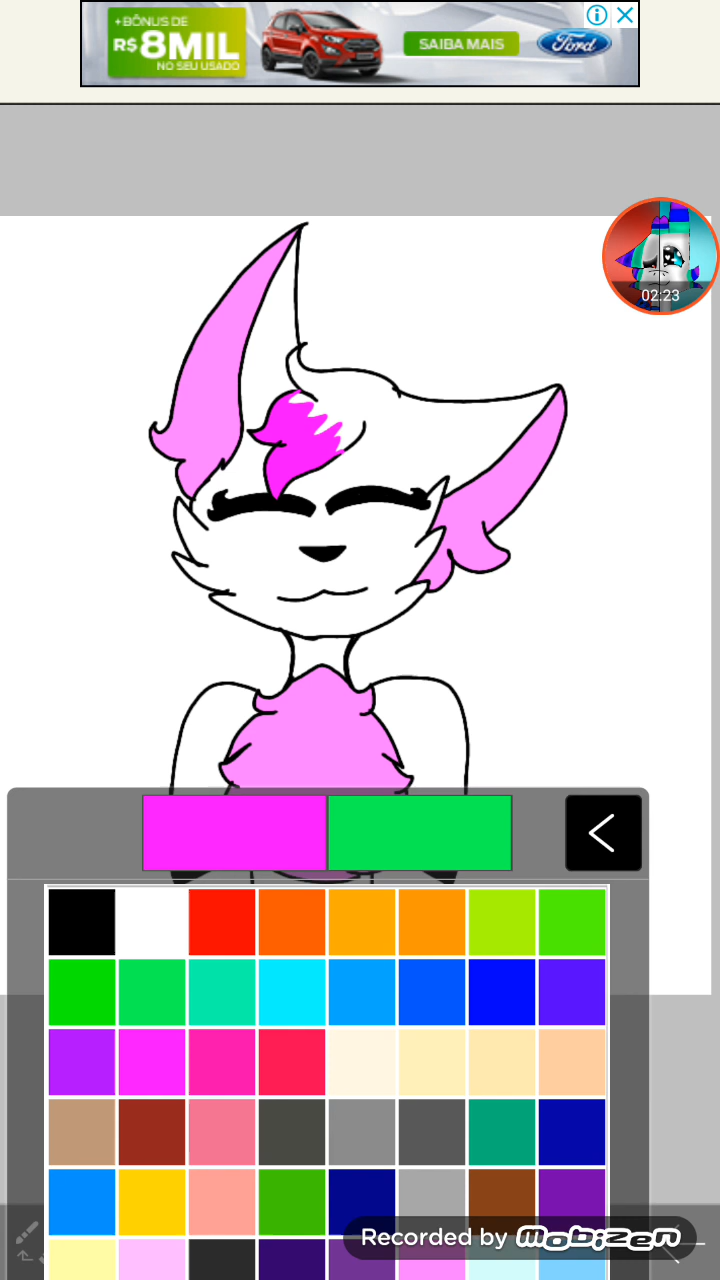 +BÔNUS DE
R$ 8MIL
NO SEU USADO
SAIBA MAIS
Ford
02:23
Recorded by mobizen